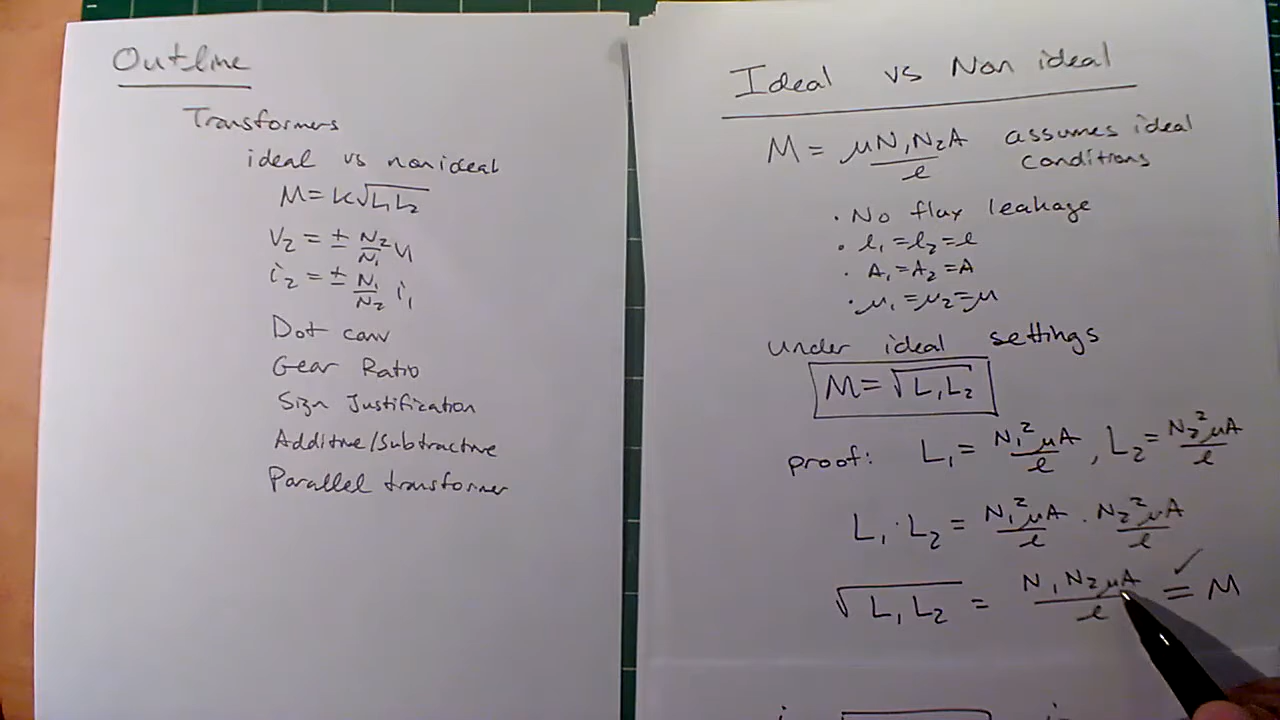 Outline
Transformers
ideal vs nonideal
M = k√L₁L₂
V₂ = ± N₂/N₁ V₁
i₂ = ± N₁/N₂ i₁
Dot conv
Gear Ratio
Sign Justification
Additive/Subtractive
Parallel transformer
Ideal vs Non ideal
M = μN₁N₂A/ℓ assumes ideal
conditions
· No flux leakage
· ℓ₁=ℓ₂=ℓ
· A₁=A₂=A
· μ₁=μ₂=μ
Under ideal settings
M = √L₁L₂
proof: L₁ = N₁²μA/ℓ , L₂ = N₂²μA/ℓ
L₁·L₂ = N₁²μA/ℓ · N₂²μA/ℓ
√L₁L₂ = N₁N₂μA/ℓ =✓ M